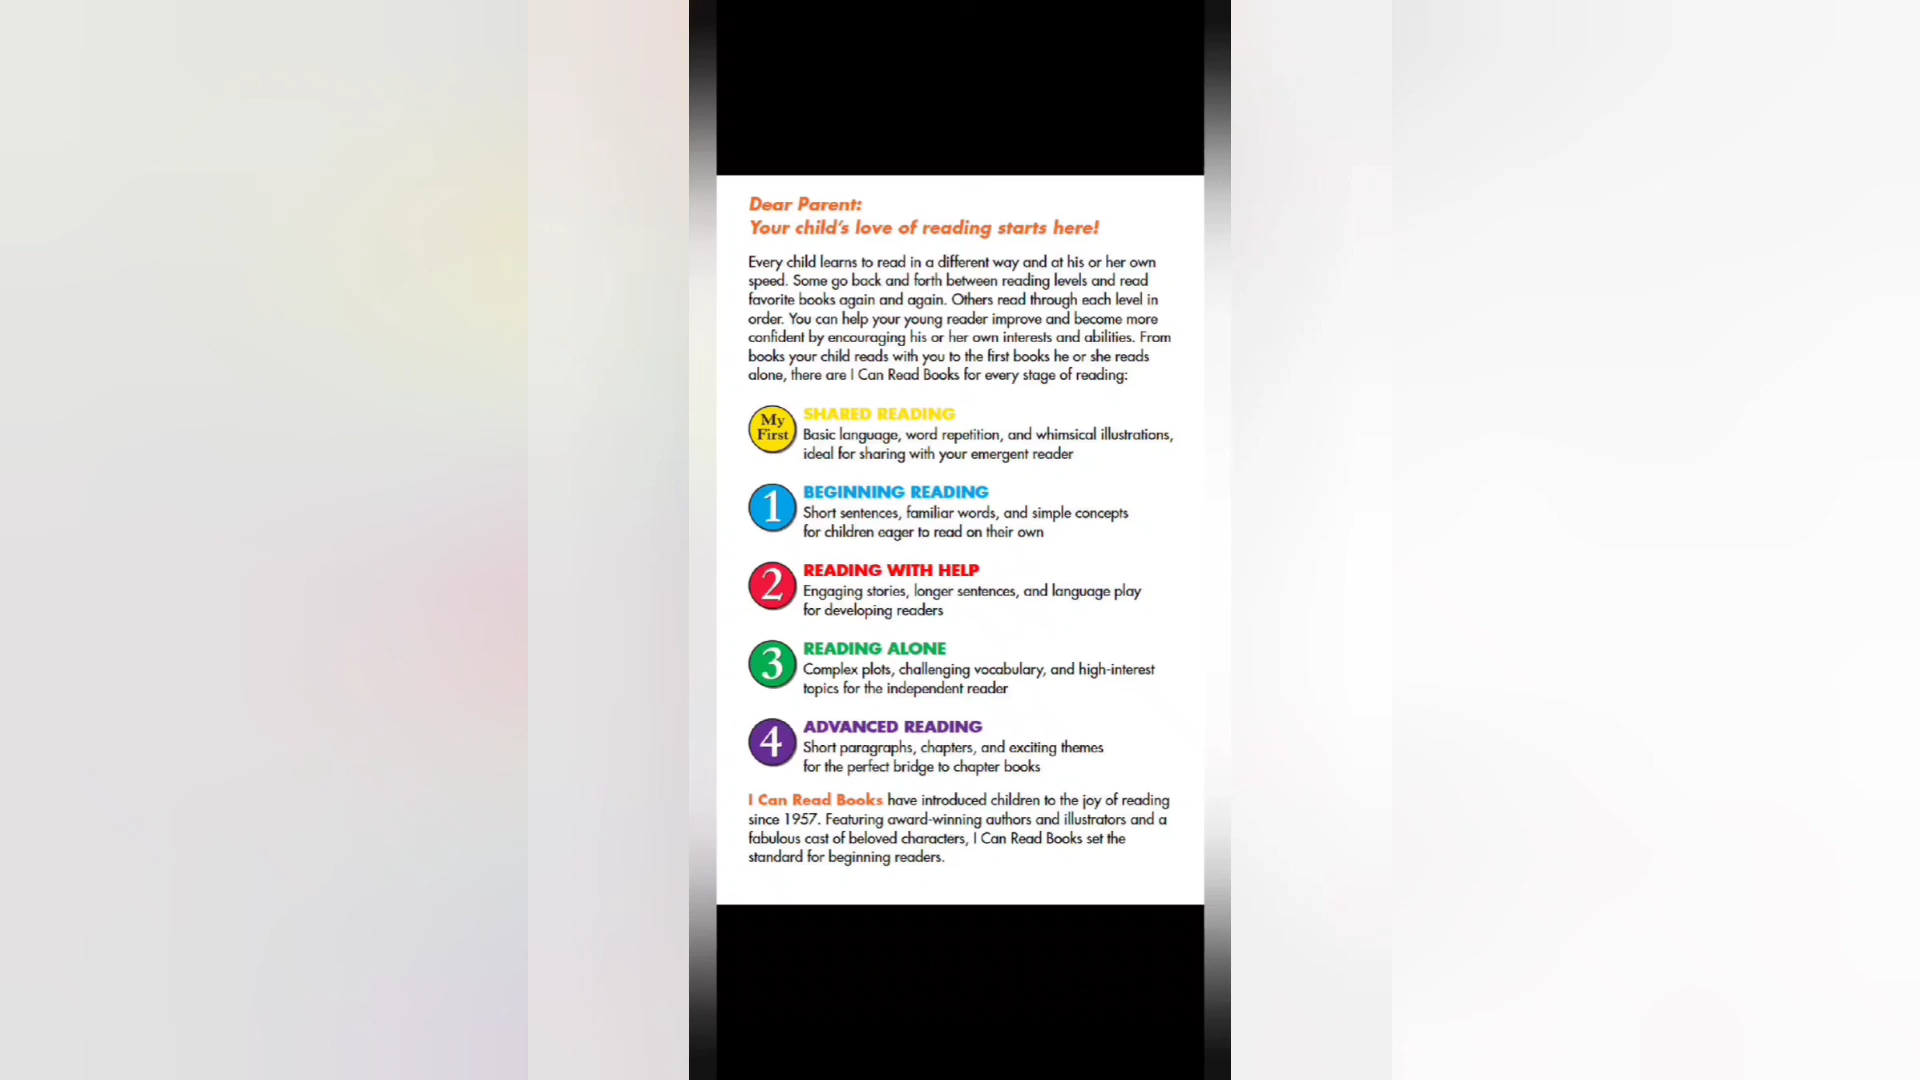 Dear Parent:
Your child's love of reading starts here!
Every child learns to read in a different way and at his or her own
speed. Some go back and forth between reading levels and read
favorite books again and again. Others read through each level in
order. You can help your young reader improve and become more
confident by encouraging his or her own interests and abilities. From
books your child reads with you to the first books he or she reads
alone, there are I Can Read Books for every stage of reading:
My
First
SHARED READING
Basic language, word repetition, and whimsical illustrations,
ideal for sharing with your emergent reader
1
BEGINNING READING
Short sentences, familiar words, and simple concepts
for children eager to read on their own
2
READING WITH HELP
Engaging stories, longer sentences, and language play
for developing readers
3
READING ALONE
Complex plots, challenging vocabulary, and high-interest
topics for the independent reader
4
ADVANCED READING
Short paragraphs, chapters, and exciting themes
for the perfect bridge to chapter books
I Can Read Books have introduced children to the joy of reading
since 1957. Featuring award-winning authors and illustrators and a
fabulous cast of beloved characters, I Can Read Books set the
standard for beginning readers.